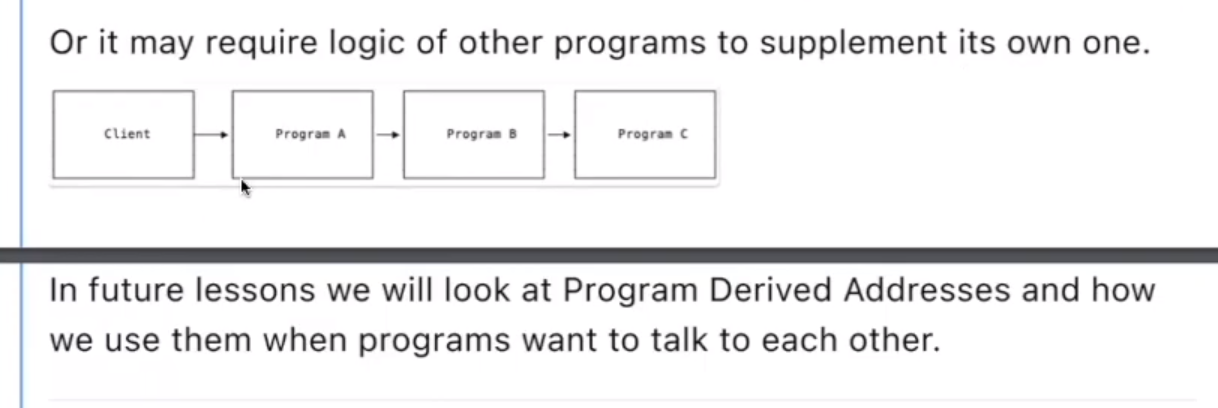 Or it may require logic of other programs to supplement its own one.
Client
Program A
Program B
Program C
In future lessons we will look at Program Derived Addresses and how
we use them when programs want to talk to each other.